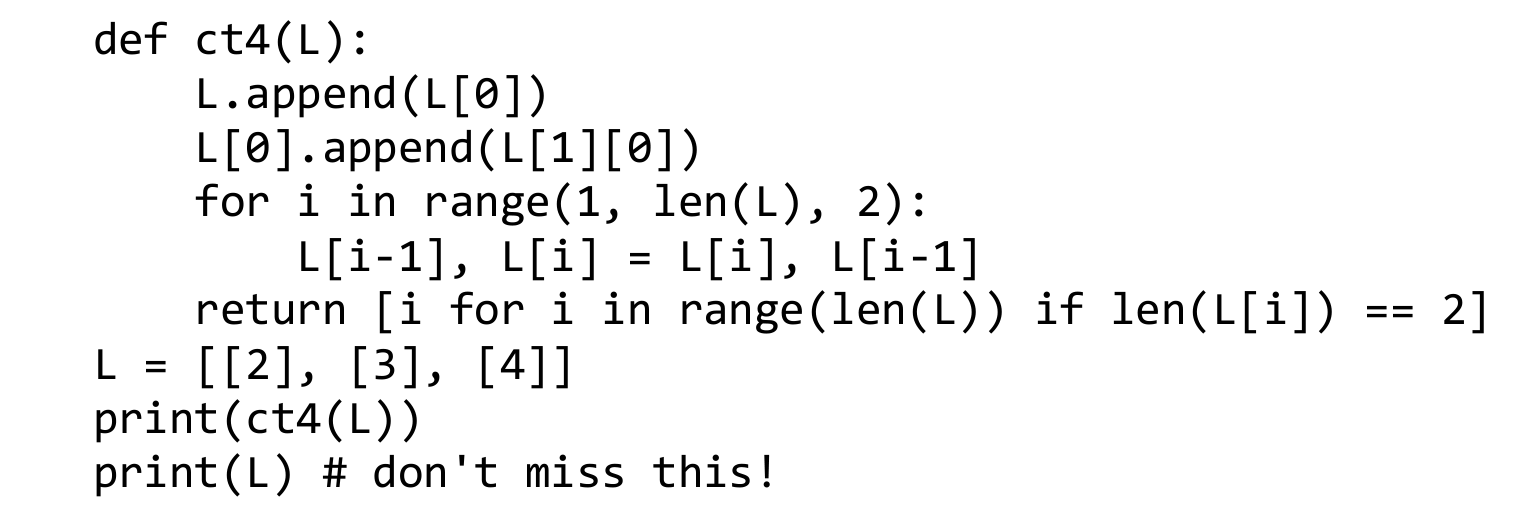 def ct4(L):
    L.append(L[0])
    L[0].append(L[1][0])
    for i in range(1, len(L), 2):
        L[i-1], L[i] = L[i], L[i-1]
    return [i for i in range(len(L)) if len(L[i]) == 2]
L = [[2], [3], [4]]
print(ct4(L))
print(L) # don't miss this!